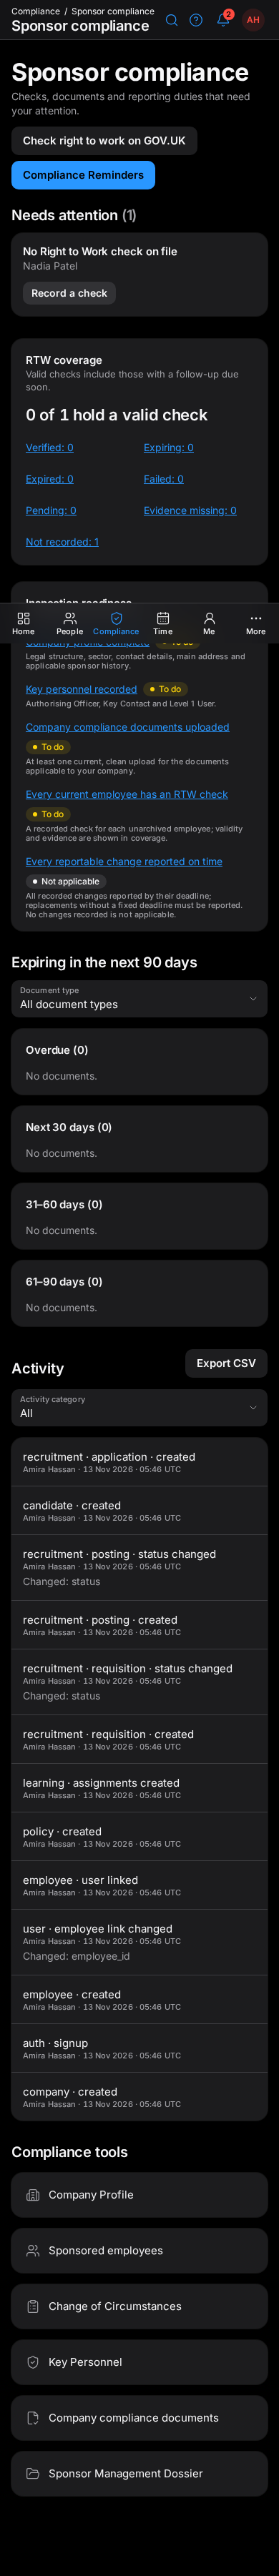 Compliance / Sponsor compliance
Sponsor compliance
2
AH
Sponsor compliance
Checks, documents and reporting duties that need
your attention.
Check right to work on GOV.UK
Compliance Reminders
Needs attention (1)
No Right to Work check on file
Nadia Patel
Record a check
RTW coverage
Valid checks include those with a follow-up due
soon.
0 of 1 hold a valid check
Verified: 0
Expiring: 0
Expired: 0
Failed: 0
Pending: 0
Evidence missing: 0
Not recorded: 1
Home
People
Compliance
Time
Me
More
Legal structure, sector, contact details, main address and
applicable sponsor history.
Key personnel recorded
To do
Authorising Officer, Key Contact and Level 1 User.
Company compliance documents uploaded
To do
At least one current, clean upload for the documents
applicable to your company.
Every current employee has an RTW check
To do
A recorded check for each unarchived employee; validity
and evidence are shown in coverage.
Every reportable change reported on time
Not applicable
All recorded changes reported by their deadline;
replacements without a fixed deadline must be reported.
No changes recorded is not applicable.
Expiring in the next 90 days
Document type
All document types
Overdue (0)
No documents.
Next 30 days (0)
No documents.
31–60 days (0)
No documents.
61–90 days (0)
No documents.
Activity
Export CSV
Activity category
All
recruitment · application · created
Amira Hassan · 13 Nov 2026 · 05:46 UTC
candidate · created
Amira Hassan · 13 Nov 2026 · 05:46 UTC
recruitment · posting · status changed
Amira Hassan · 13 Nov 2026 · 05:46 UTC
Changed: status
recruitment · posting · created
Amira Hassan · 13 Nov 2026 · 05:46 UTC
recruitment · requisition · status changed
Amira Hassan · 13 Nov 2026 · 05:46 UTC
Changed: status
recruitment · requisition · created
Amira Hassan · 13 Nov 2026 · 05:46 UTC
learning · assignments created
Amira Hassan · 13 Nov 2026 · 05:46 UTC
policy · created
Amira Hassan · 13 Nov 2026 · 05:46 UTC
employee · user linked
Amira Hassan · 13 Nov 2026 · 05:46 UTC
user · employee link changed
Amira Hassan · 13 Nov 2026 · 05:46 UTC
Changed: employee_id
employee · created
Amira Hassan · 13 Nov 2026 · 05:46 UTC
auth · signup
Amira Hassan · 13 Nov 2026 · 05:46 UTC
company · created
Amira Hassan · 13 Nov 2026 · 05:46 UTC
Compliance tools
Company Profile
Sponsored employees
Change of Circumstances
Key Personnel
Company compliance documents
Sponsor Management Dossier